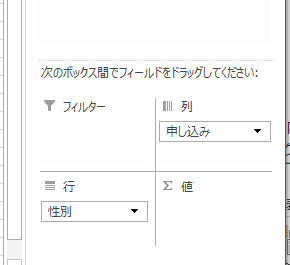 次のボックス間でフィールドをドラッグしてください:
フィルター
列
申し込み
行
Σ 値
性別